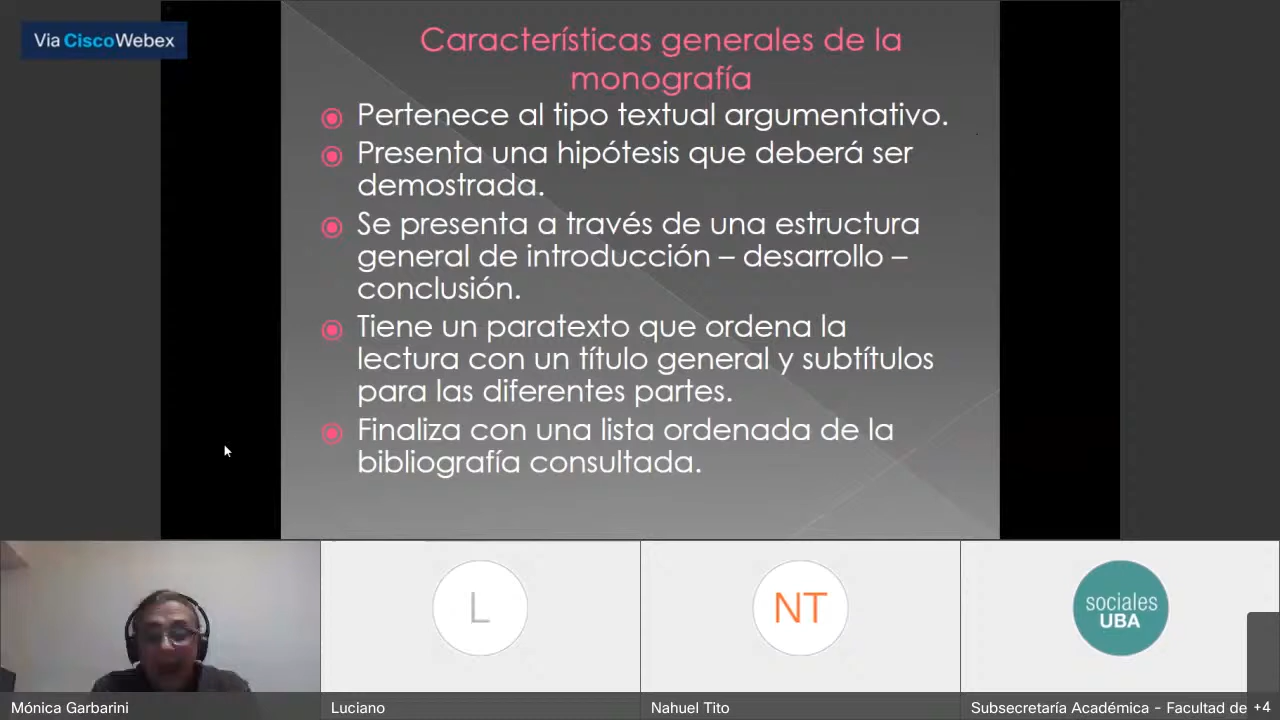 Via Cisco Webex
Características generales de la
monografía
Pertenece al tipo textual argumentativo.
Presenta una hipótesis que deberá ser
demostrada.
Se presenta a través de una estructura
general de introducción – desarrollo –
conclusión.
Tiene un paratexto que ordena la
lectura con un título general y subtítulos
para las diferentes partes.
Finaliza con una lista ordenada de la
bibliografía consultada.
L
NT
sociales
UBA
Mónica Garbarini
Luciano
Nahuel Tito
Subsecretaría Académica - Facultad de
+4